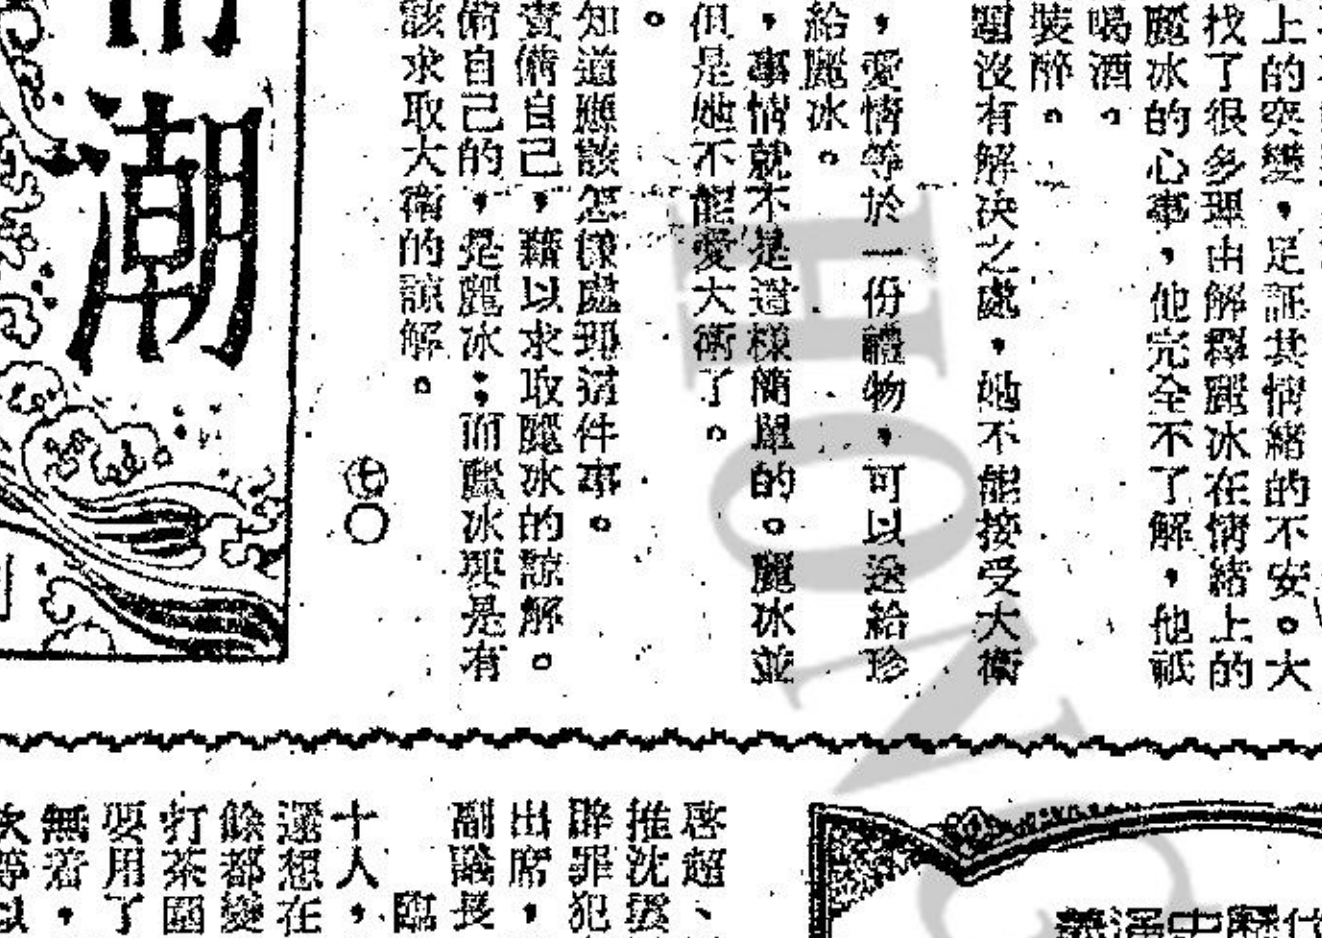 上的突變，足証其情緒的不安。大
找了很多理由解釋麗冰在情緒上的
麗冰的心事，他完全不了解，他祇
喝酒。
裝醉。
題沒有解決之處，她不能接受大衛
，愛情等於一份禮物，可以送給珍
給麗冰。
，事情就不是這樣簡單的。麗冰並
但是她不能愛大衛了。
。
知道應該怎樣處理這件事。
責備自己，藉以求取麗冰的諒解。
備自己的，是麗冰；而麗冰要是有
該求取大衛的諒解。
七〇
潮
啓超、
推沈
辟罪犯
出席，
副議長
臨
十人，
還想在
餘都變
打茶圍
要用了
無着，
HONG